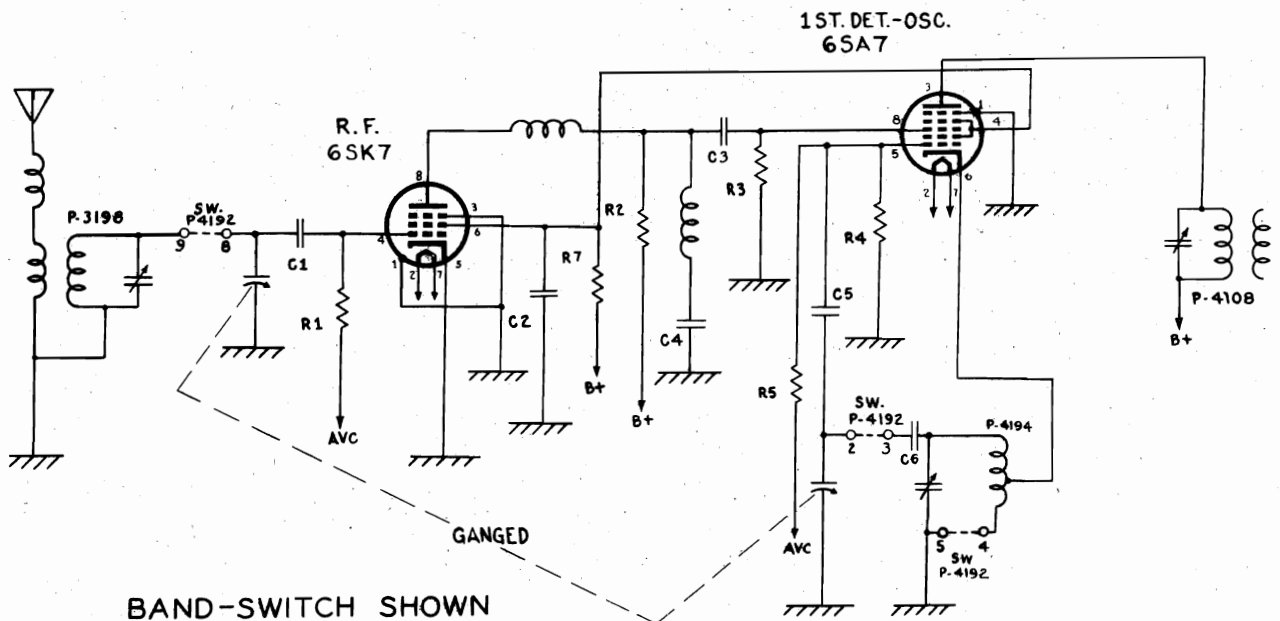 1ST. DET.-OSC.
6SA7
R.F.
6SK7
P-3198
SW.
P4192
9
8
C1
R1
AVC
8
3
6
4
1
2
7
5
C2
R7
B+
R2
B+
C3
C4
R3
3
1
8
4
5
2
7
6
R4
C5
R5
AVC
SW.
P-4192
2
3
C6
P-4194
5
4
SW
P-4192
P-4108
B+
GANGED
BAND-SWITCH SHOWN